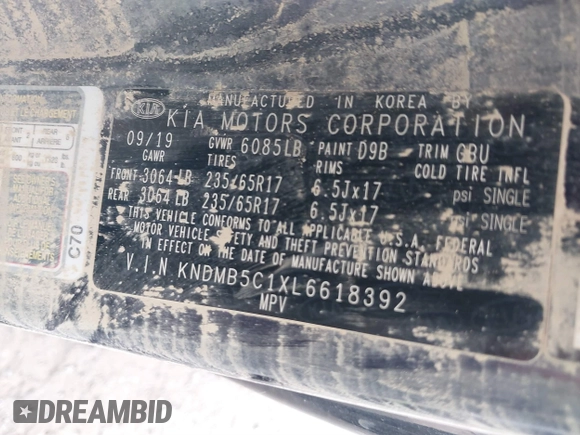 MANUFACTURED IN KOREA BY
KIA KIA MOTORS CORPORATION
09/19 GVWR 6085LB PAINT D9B TRIM GBU
GAWR TIRES RIMS COLD TIRE INFL
FRONT 3064 LB 235/65R17 6.5Jx17 psi SINGLE
REAR 3064 LB 235/65R17 6.5Jx17 psi SINGLE
THIS VEHICLE CONFORMS TO ALL APPLICABLE U.S.A. FEDERAL
MOTOR VEHICLE SAFETY AND THEFT PREVENTION STANDARDS
IN EFFECT ON THE DATE OF MANUFACTURE SHOWN ABOVE
V.I.N KNDMB5C1XL6618392
MPV
C70
DREAMBID